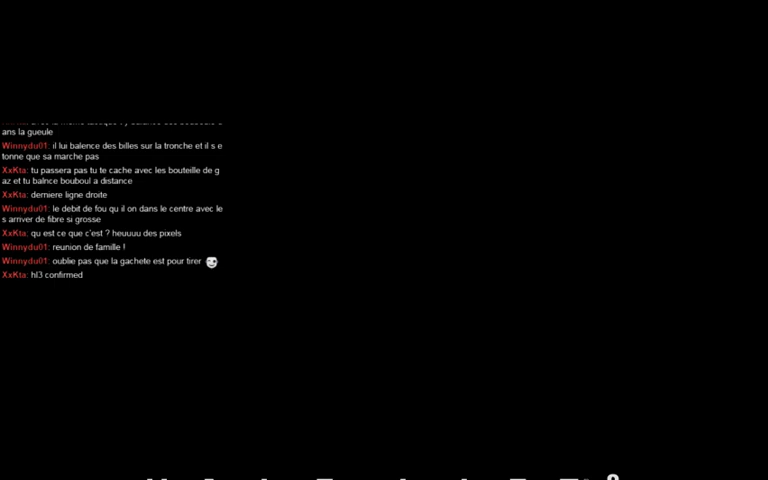 ans la gueule
Winnydu01: il lui balence des billes sur la tronche et il s e
tonne que sa marche pas
XxKta: tu passera pas tu te cache avec les bouteille de g
az et tu balnce bouboul a distance
XxKta: derniere ligne droite
Winnydu01: le debit de fou qu il on dans le centre avec le
s arriver de fibre si grosse
XxKta: qu est ce que c'est ? heuuuu des pixels
Winnydu01: reunion de famille !
Winnydu01: oublie pas que la gachete est pour tirer
XxKta: hl3 confirmed